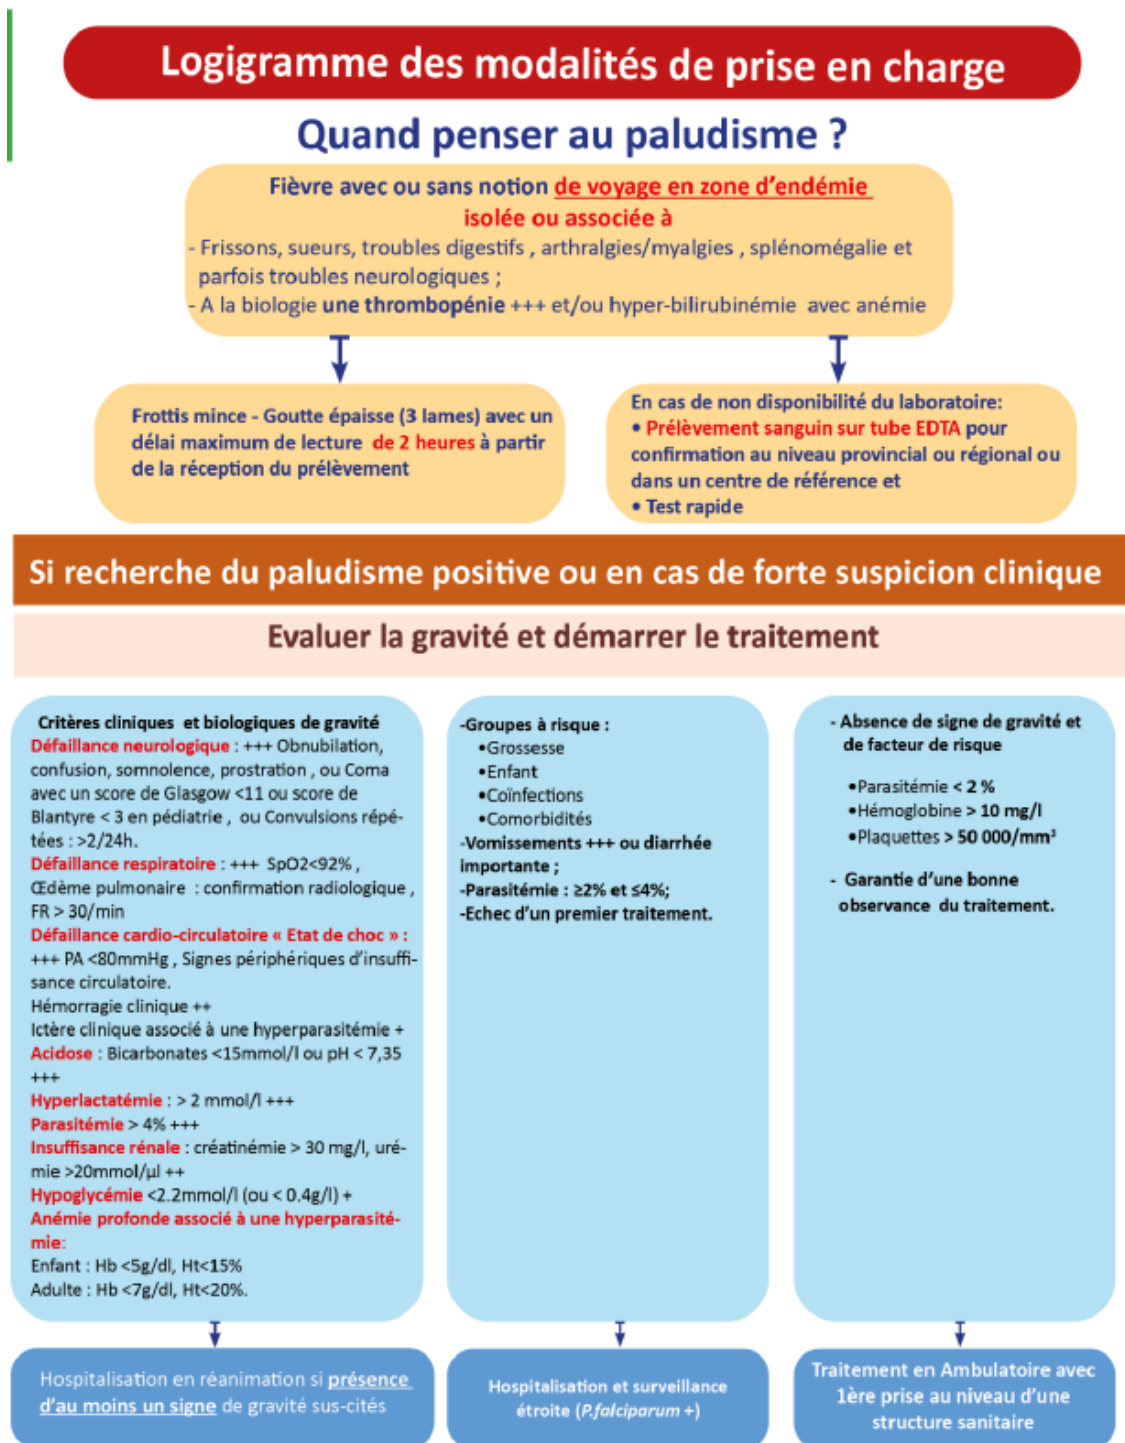 Logigramme des modalités de prise en charge
Quand penser au paludisme ?
Fièvre avec ou sans notion de voyage en zone d'endémie
isolée ou associée à
- Frissons, sueurs, troubles digestifs , arthralgies/myalgies , splénomégalie et
parfois troubles neurologiques ;
- A la biologie une thrombopénie +++ et/ou hyper-bilirubinémie avec anémie
Frottis mince - Goutte épaisse (3 lames) avec un
délai maximum de lecture de 2 heures à partir
de la réception du prélèvement
En cas de non disponibilité du laboratoire:
• Prélèvement sanguin sur tube EDTA pour
confirmation au niveau provincial ou régional ou
dans un centre de référence et
• Test rapide
Si recherche du paludisme positive ou en cas de forte suspicion clinique
Evaluer la gravité et démarrer le traitement
Critères cliniques et biologiques de gravité
Défaillance neurologique : +++ Obnubilation,
confusion, somnolence, prostration , ou Coma
avec un score de Glasgow <11 ou score de
Blantyre < 3 en pédiatrie , ou Convulsions répé-
tées : >2/24h.
Défaillance respiratoire : +++ SpO2<92% ,
Œdème pulmonaire : confirmation radiologique ,
FR > 30/min
Défaillance cardio-circulatoire « Etat de choc » :
+++ PA <80mmHg , Signes périphériques d'insuffi-
sance circulatoire.
Hémorragie clinique ++
Ictère clinique associé à une hyperparasitémie +
Acidose : Bicarbonates <15mmol/l ou pH < 7,35
+++
Hyperlactatémie : > 2 mmol/l +++
Parasitémie > 4% +++
Insuffisance rénale : créatinémie > 30 mg/l, uré-
mie >20mmol/µl ++
Hypoglycémie <2.2mmol/l (ou < 0.4g/l) +
Anémie profonde associé à une hyperparasité-
mie:
Enfant : Hb <5g/dl, Ht<15%
Adulte : Hb <7g/dl, Ht<20%.
-Groupes à risque :
•Grossesse
•Enfant
•Coïnfections
•Comorbidités
-Vomissements +++ ou diarrhée
importante ;
-Parasitémie : ≥2% et ≤4%;
-Echec d'un premier traitement.
- Absence de signe de gravité et
de facteur de risque
•Parasitémie < 2 %
•Hémoglobine > 10 mg/l
•Plaquettes > 50 000/mm³
- Garantie d'une bonne
observance du traitement.
Hospitalisation en réanimation si présence
d'au moins un signe de gravité sus-cités
Hospitalisation et surveillance
étroite (P.falciparum +)
Traitement en Ambulatoire avec
1ère prise au niveau d'une
structure sanitaire